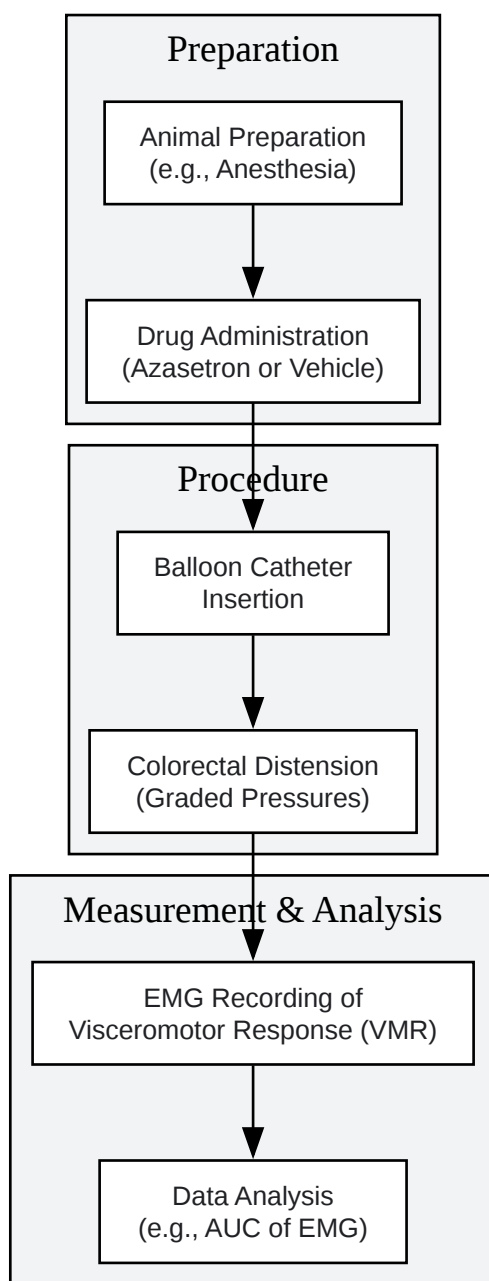 Preparation
Animal Preparation
(e.g., Anesthesia)
Drug Administration
(Azasetron or Vehicle)
Procedure
Balloon Catheter
Insertion
Colorectal Distension
(Graded Pressures)
Measurement & Analysis
EMG Recording of
Visceromotor Response (VMR)
Data Analysis
(e.g., AUC of EMG)